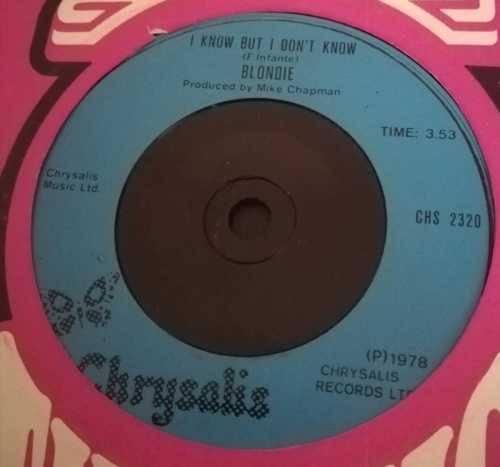 I KNOW BUT I DON'T KNOW
(F Infante)
BLONDIE
Produced by Mike Chapman
TIME: 3.53
Chrysalis
Music Ltd.
CHS 2320
(P)1978
CHRYSALIS
RECORDS LTD
Chrysalis